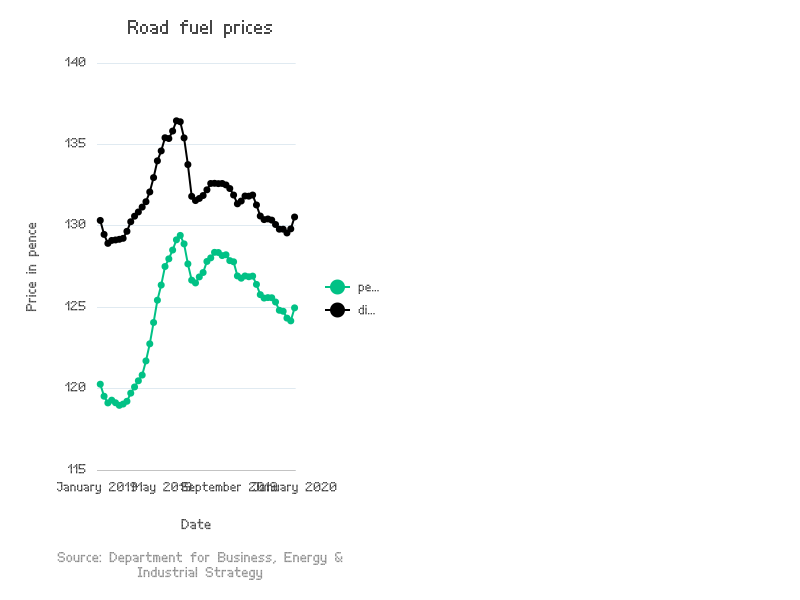 Road fuel prices
140
135
130
125
120
115
Price in pence
January 2019
May 2019
September 2019
January 2020
Date
pe...
di...
Source: Department for Business, Energy &
Industrial Strategy